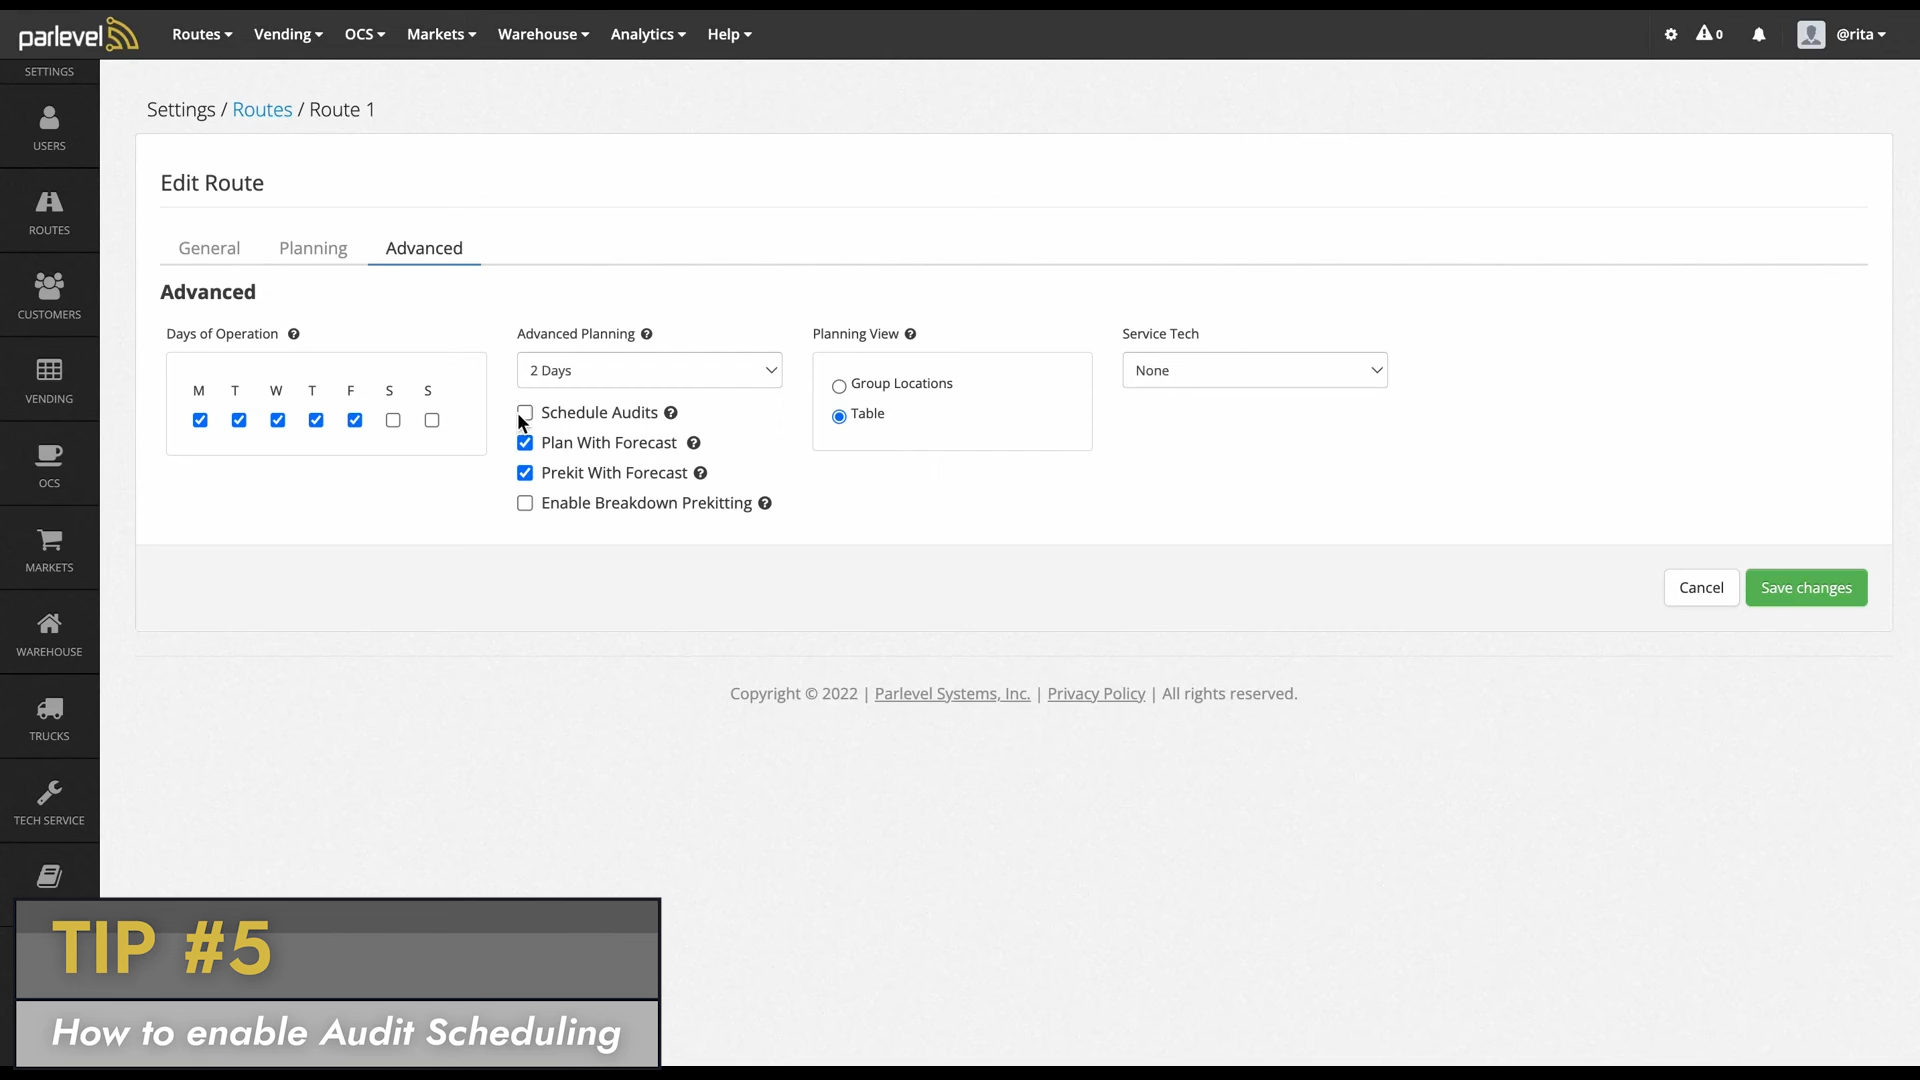 parlevel
Routes Vending OCS Markets Warehouse Analytics Help
0 @rita
SETTINGS
USERS
ROUTES
CUSTOMERS
VENDING
OCS
MARKETS
WAREHOUSE
TRUCKS
TECH SERVICE
Settings / Routes / Route 1
Edit Route
General Planning Advanced
Advanced
Days of Operation ?
M T W T F S S
Advanced Planning ?
2 Days
Schedule Audits ?
Plan With Forecast ?
Prekit With Forecast ?
Enable Breakdown Prekitting ?
Planning View ?
Group Locations
Table
Service Tech
None
Cancel Save changes
Copyright © 2022 | Parlevel Systems, Inc. | Privacy Policy | All rights reserved.
TIP #5
How to enable Audit Scheduling